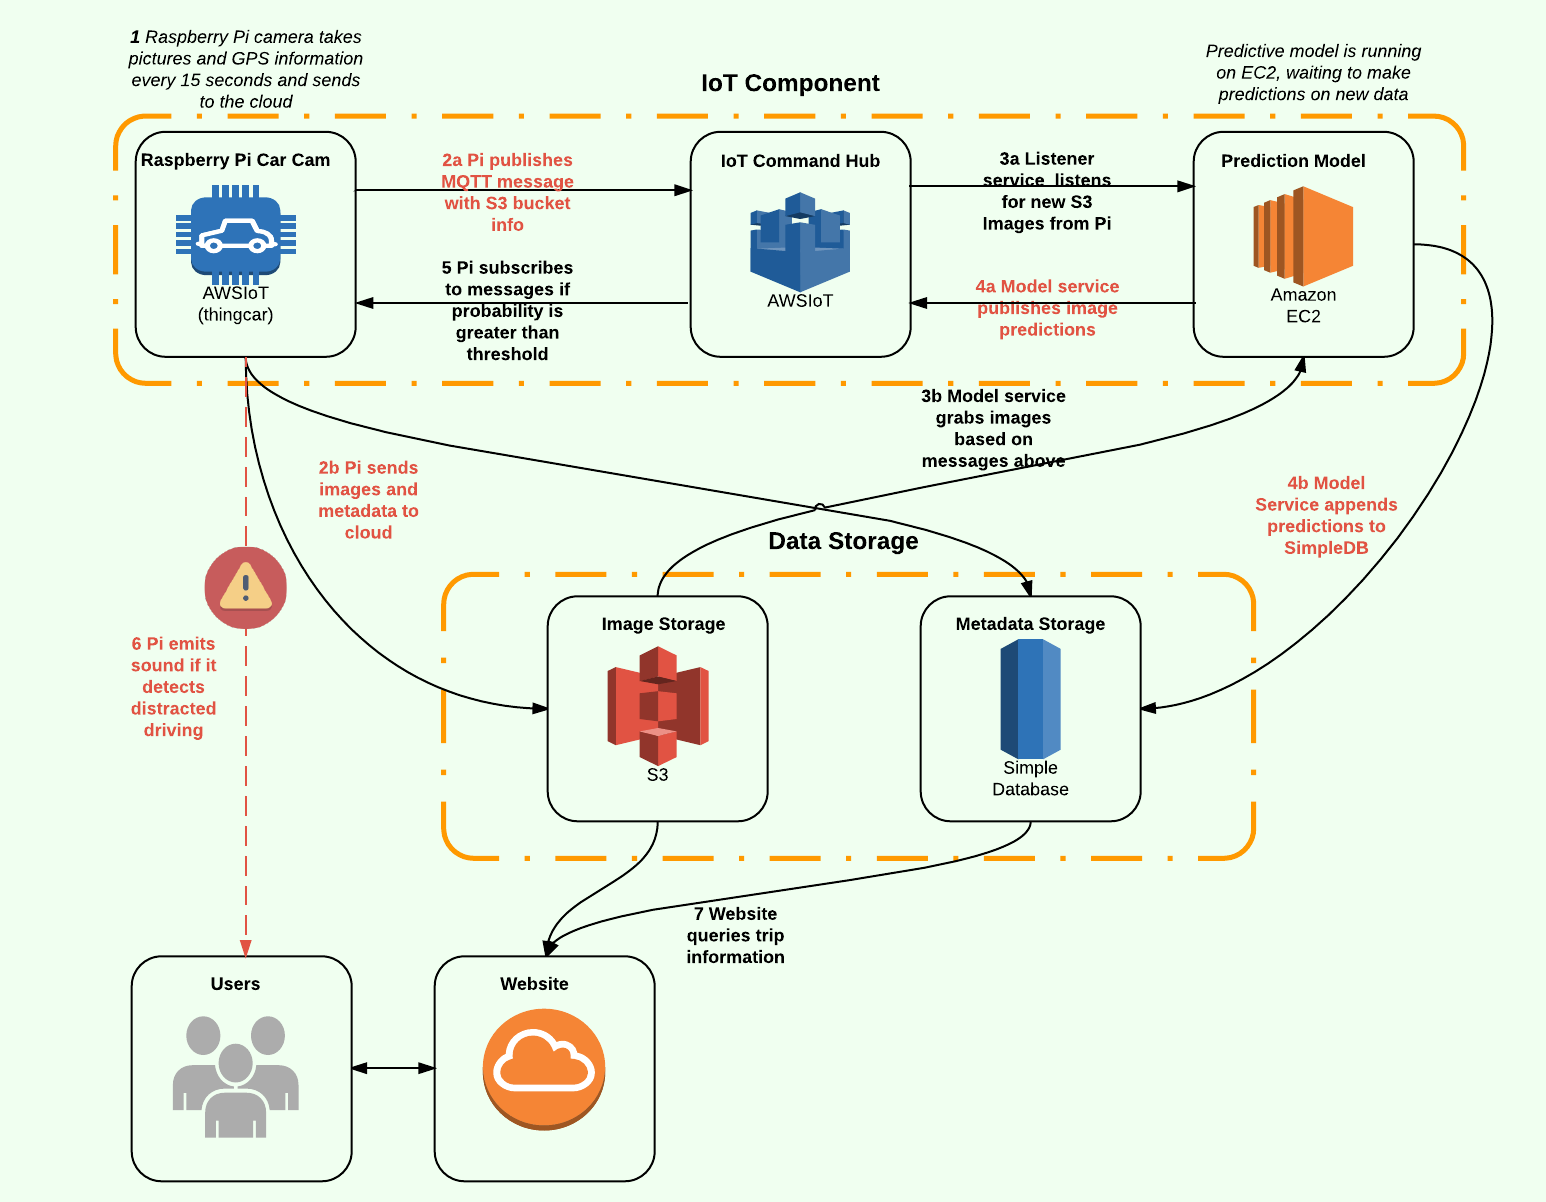 1 Raspberry Pi camera takes
pictures and GPS information
every 15 seconds and sends
to the cloud
IoT Component
Predictive model is running
on EC2, waiting to make
predictions on new data
Raspberry Pi Car Cam
AWSIoT
(thingcar)
2a Pi publishes
MQTT message
with S3 bucket
info
5 Pi subscribes
to messages if
probability is
greater than
threshold
IoT Command Hub
AWSIoT
3a Listener
service  listens
for new S3
Images from Pi
4a Model service
publishes image
predictions
Prediction Model
Amazon
EC2
3b Model service
grabs images
based on
messages above
2b Pi sends
images and
metadata to
cloud
4b Model
Service appends
predictions to
SimpleDB
Data Storage
Image Storage
S3
Metadata Storage
Simple
Database
6 Pi emits
sound if it
detects
distracted
driving
7 Website
queries trip
information
Users
Website